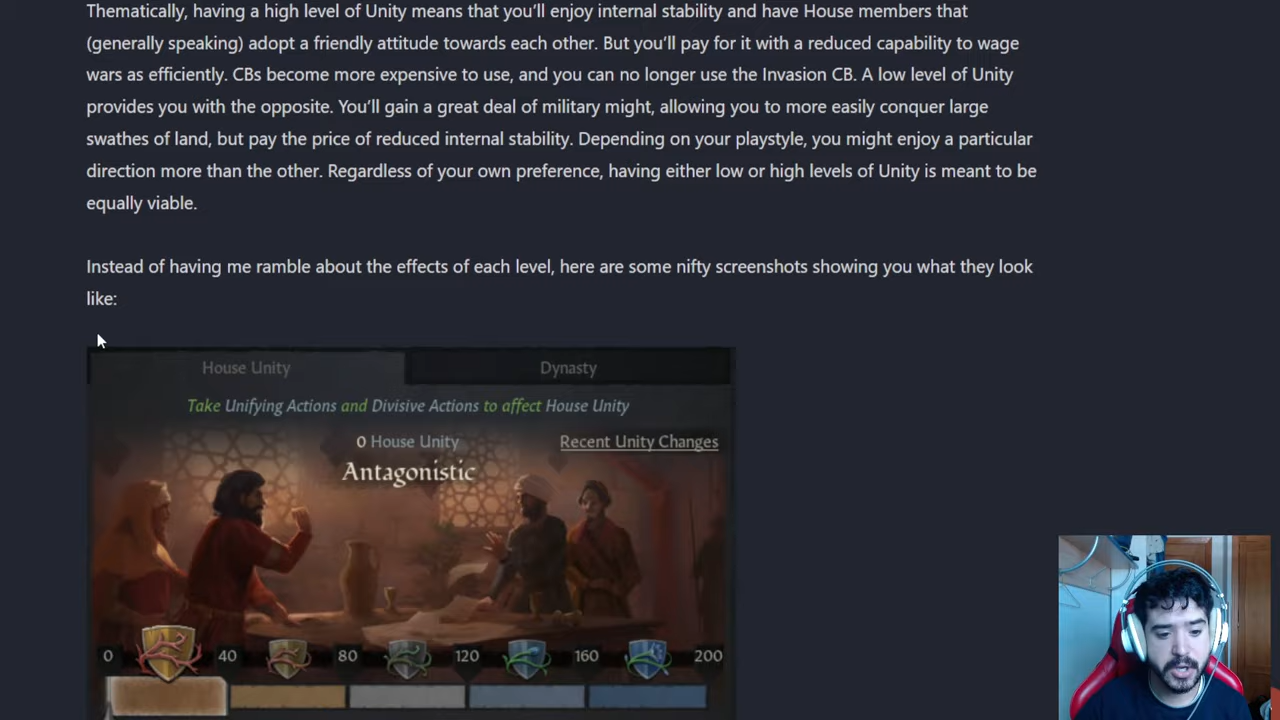 Thematically, having a high level of Unity means that you'll enjoy internal stability and have House members that
(generally speaking) adopt a friendly attitude towards each other. But you'll pay for it with a reduced capability to wage
wars as efficiently. CBs become more expensive to use, and you can no longer use the Invasion CB. A low level of Unity
provides you with the opposite. You'll gain a great deal of military might, allowing you to more easily conquer large
swathes of land, but pay the price of reduced internal stability. Depending on your playstyle, you might enjoy a particular
direction more than the other. Regardless of your own preference, having either low or high levels of Unity is meant to be
equally viable.
Instead of having me ramble about the effects of each level, here are some nifty screenshots showing you what they look
like:
House Unity Dynasty
Take Unifying Actions and Divisive Actions to affect House Unity
0 House Unity Recent Unity Changes
Antagonistic
0 40 80 120 160 200